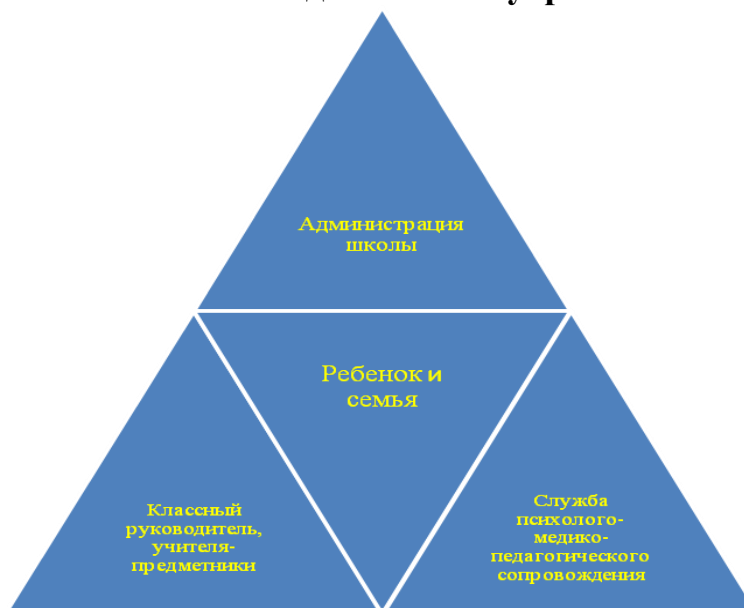 Администрация
школы
Ребенок и
семья
Классный
руководитель,
учителя-
предметники
Служба
психолого-
медико-
педагогического
сопровождения